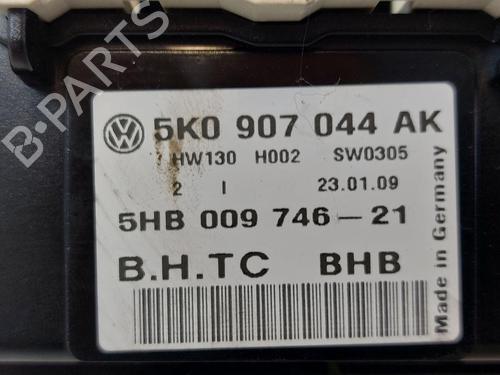 B-PARTS
5K0 907 044 AK
HW130 H002 SW0305
2 I 23.01.09
5HB 009 746-21
B.H.TC BHB
Made in Germany